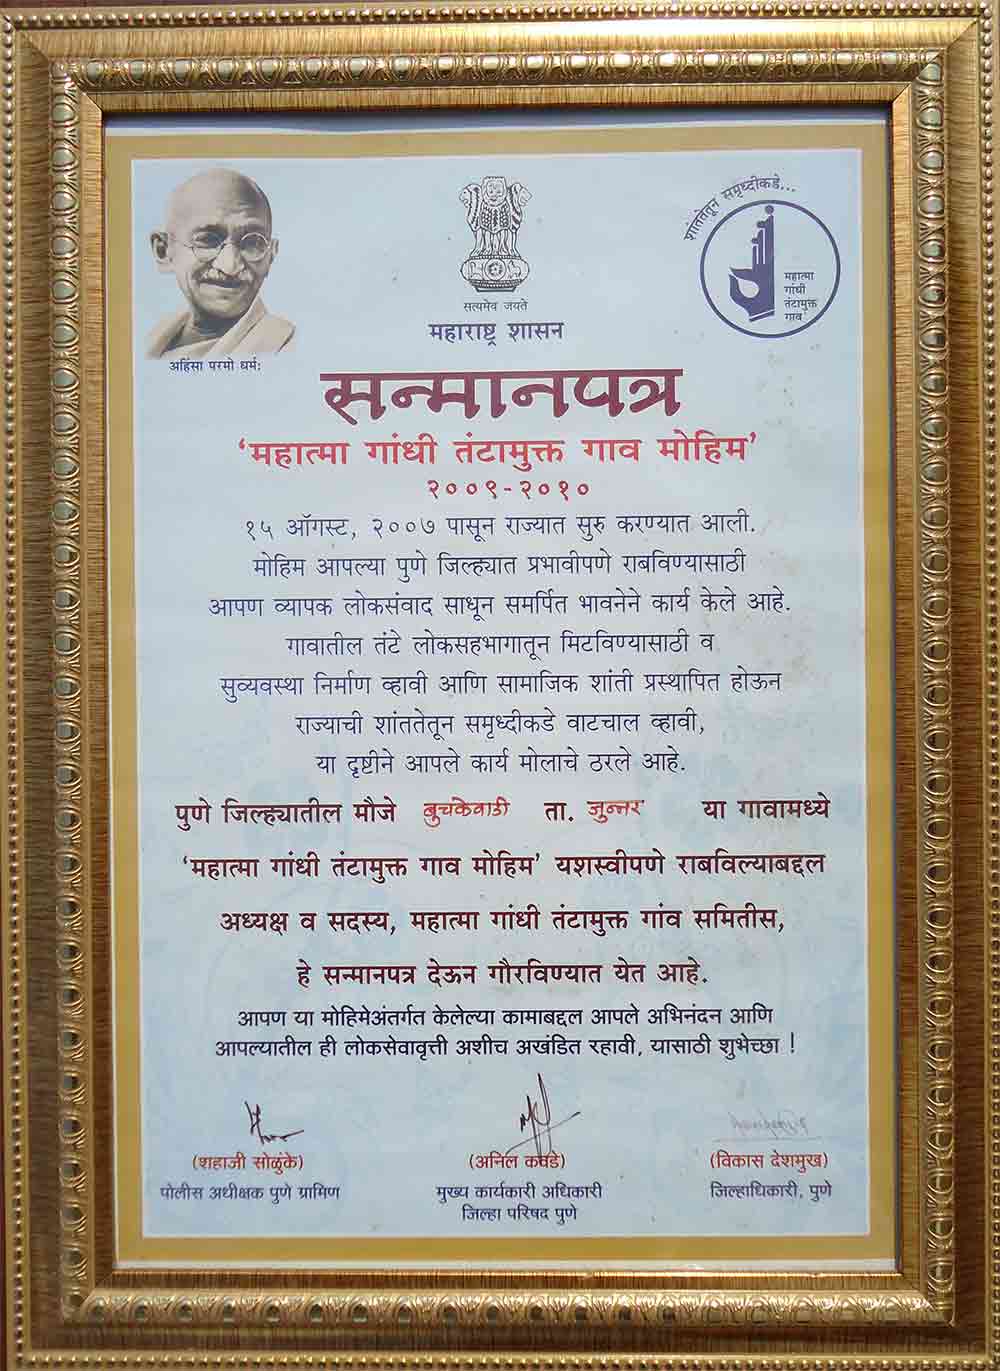 अहिंसा परमो धर्म:
सत्यमेव जयते
महाराष्ट्र शासन
शांततेतून समृध्दीकडे...
महात्मा
गांधी
तंटामुक्त
गाव
सन्मानपत्र
'महात्मा गांधी तंटामुक्त गाव मोहिम'
२००९-२०१०
१५ ऑगस्ट, २००७ पासून राज्यात सुरु करण्यात आली.
मोहिम आपल्या पुणे जिल्ह्यात प्रभावीपणे राबविण्यासाठी
आपण व्यापक लोकसंवाद साधून समर्पित भावनेने कार्य केले आहे.
गावातील तंटे लोकसहभागातून मिटविण्यासाठी व
सुव्यवस्था निर्माण व्हावी आणि सामाजिक शांती प्रस्थापित होऊन
राज्याची शांततेतून समृध्दीकडे वाटचाल व्हावी,
या दृष्टीने आपले कार्य मोलाचे ठरले आहे.
पुणे जिल्ह्यातील मौजे बुचकेवाडी ता. जुन्नर या गावामध्ये
'महात्मा गांधी तंटामुक्त गाव मोहिम' यशस्वीपणे राबविल्याबद्दल
अध्यक्ष व सदस्य, महात्मा गांधी तंटामुक्त गांव समितीस,
हे सन्मानपत्र देऊन गौरविण्यात येत आहे.
आपण या मोहिमेअंतर्गत केलेल्या कामाबद्दल आपले अभिनंदन आणि
आपल्यातील ही लोकसेवावृत्ती अशीच अखंडित रहावी, यासाठी शुभेच्छा !
(शहाजी सोळुंके) (अनिल कवडे) (विकास देशमुख)
पोलीस अधीक्षक पुणे ग्रामिण मुख्य कार्यकारी अधिकारी जिल्हाधिकारी, पुणे
जिल्हा परिषद पुणे